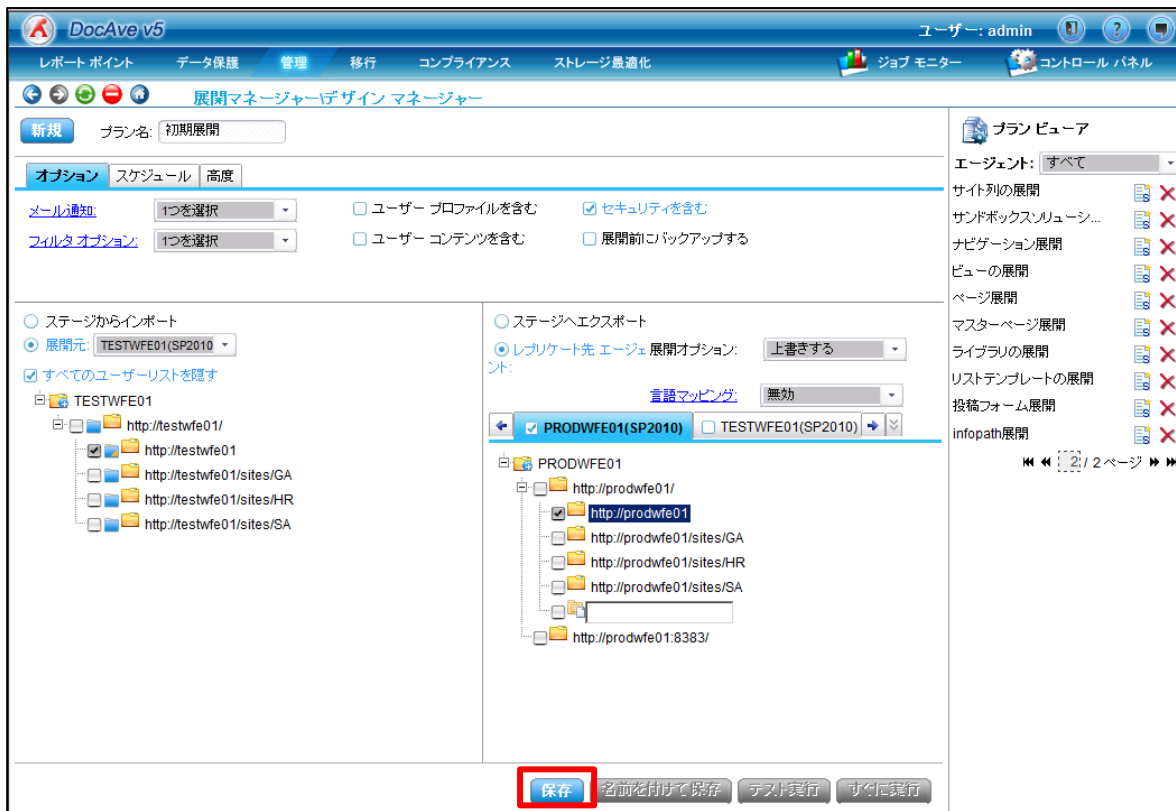 DocAve v5
ユーザー: admin
レポート ポイント データ保護 管理 移行 コンプライアンス ストレージ最適化 ジョブ モニター コントロール パネル
展開マネージャー\デザイン マネージャー
新規 プラン名: 初期展開
オプション スケジュール 高度
メール通知: 1つを選択 ユーザー プロファイルを含む セキュリティを含む
フィルタ オプション: 1つを選択 ユーザー コンテンツを含む 展開前にバックアップする
ステージからインポート
展開元: TESTWFE01(SP2010
すべてのユーザーリストを隠す
TESTWFE01
http://testwfe01/
http://testwfe01
http://testwfe01/sites/GA
http://testwfe01/sites/HR
http://testwfe01/sites/SA
ステージへエクスポート
レプリケート先 エージェ 展開オプション: 上書きする
ント:
言語マッピング: 無効
PRODWFE01(SP2010) TESTWFE01(SP2010)
PRODWFE01
http://prodwfe01/
http://prodwfe01
http://prodwfe01/sites/GA
http://prodwfe01/sites/HR
http://prodwfe01/sites/SA
http://prodwfe01:8383/
保存 名前を付けて保存 テスト実行 すぐに実行
プラン ビューア
エージェント: すべて
サイト列の展開
サンドボックスソリューシ...
ナビゲーション展開
ビューの展開
ページ展開
マスターページ展開
ライブラリの展開
リストテンプレートの展開
投稿フォーム展開
infopath展開
2 / 2 ページ